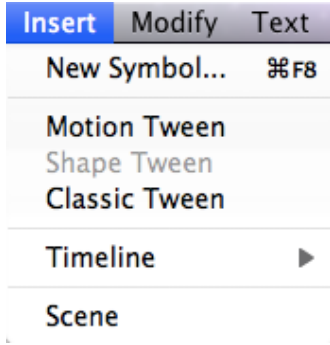 Insert Modify Text
New Symbol... ⌘F8
Motion Tween
Shape Tween
Classic Tween
Timeline ▶
Scene